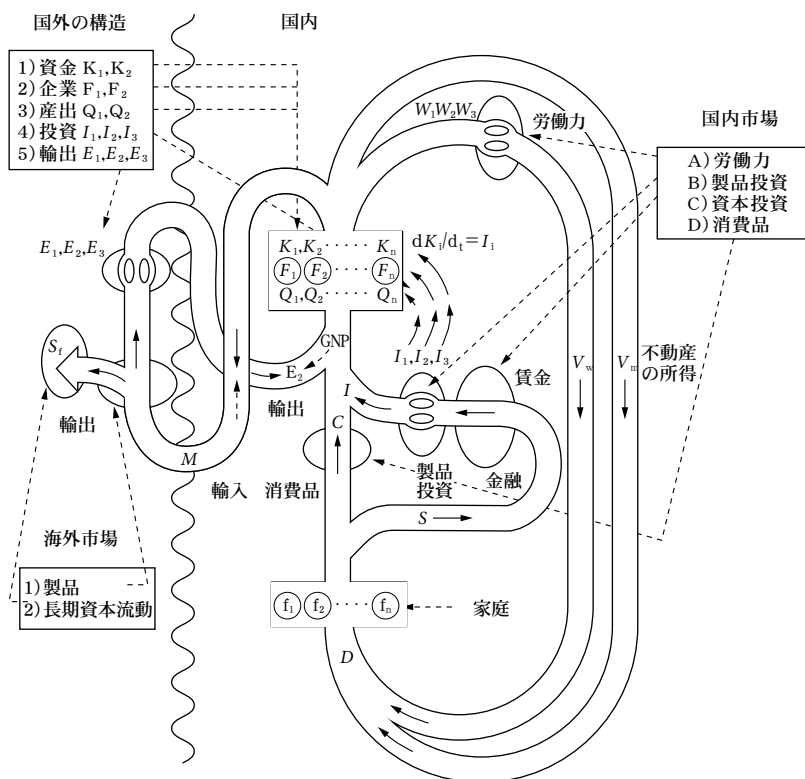 国外の構造
国内
1)資金 K₁,K₂
2)企業 F₁,F₂
3)産出 Q₁,Q₂
4)投資 I₁,I₂,I₃
5)輸出 E₁,E₂,E₃
W₁W₂W₃
労働力
国内市場
A)労働力
B)製品投資
C)資本投資
D)消費品
E₁,E₂,E₃
K₁,K₂‥‥‥Kₙ
F₁ F₂‥‥‥Fₙ
Q₁,Q₂‥‥‥Qₙ
dKᵢ/dₜ=Iᵢ
S_f
GNP
I₁,I₂,I₃
E₂
V_w
V_m
不動産
の所得
賃金
I
輸出
輸出
C
M
輸入
消費品
製品
投資
金融
S
海外市場
1)製品
2)長期資本流動
f₁ f₂‥‥fₙ
家庭
D